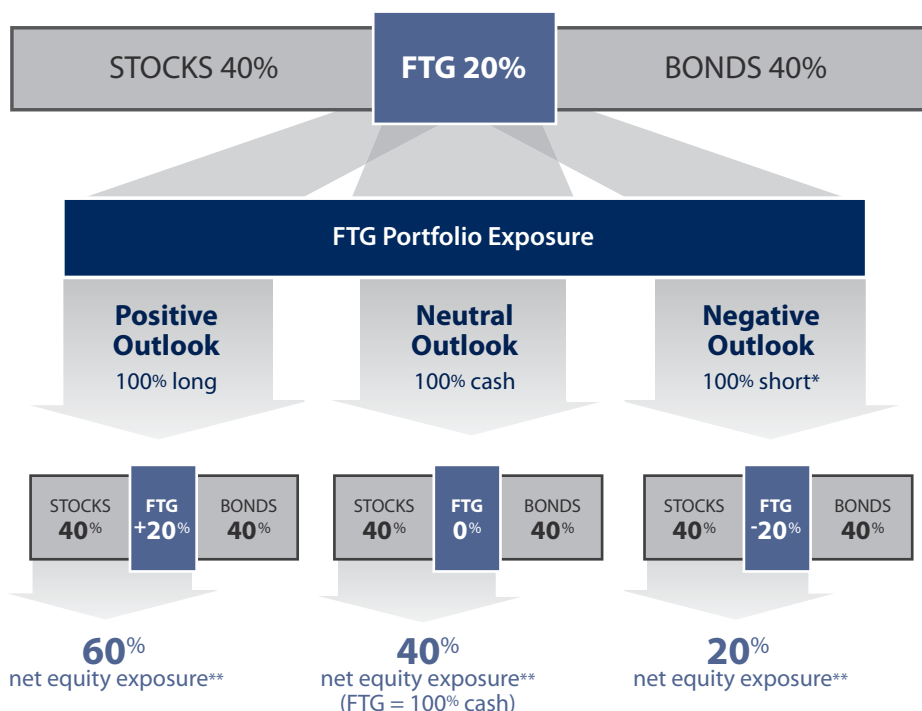 STOCKS 40%
FTG 20%
BONDS 40%
FTG Portfolio Exposure
Positive
Outlook
100% long
Neutral
Outlook
100% cash
Negative
Outlook
100% short*
STOCKS
40%
FTG
+20%
BONDS
40%
STOCKS
40%
FTG
0%
BONDS
40%
STOCKS
40%
FTG
-20%
BONDS
40%
60%
net equity exposure**
40%
net equity exposure**
(FTG = 100% cash)
20%
net equity exposure**